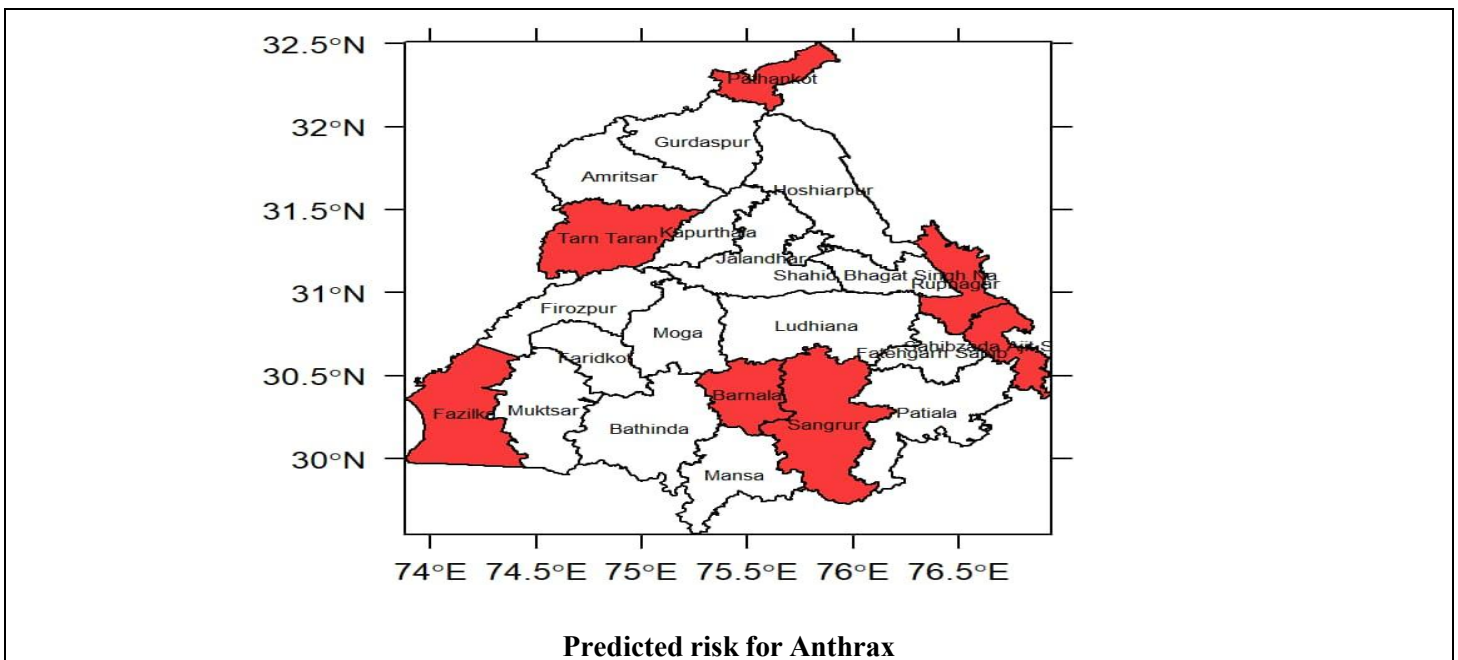 32.5°N
Pathankot
32°N
Gurdaspur
Amritsar
Hoshiarpur
31.5°N
Tarn Taran
Kapurthala
Jalandhar
Shahid Bhagat Singh Na
31°N
Rupnagar
Firozpur
Moga
Ludhiana
Sahibzada Ajit S
Fatehgarh Sahib
30.5°N
Faridkot
Barnala
Fazilka
Muktsar
Patiala
Bathinda
Sangrur
30°N
Mansa
74°E 74.5°E 75°E 75.5°E 76°E 76.5°E
Predicted risk for Anthrax